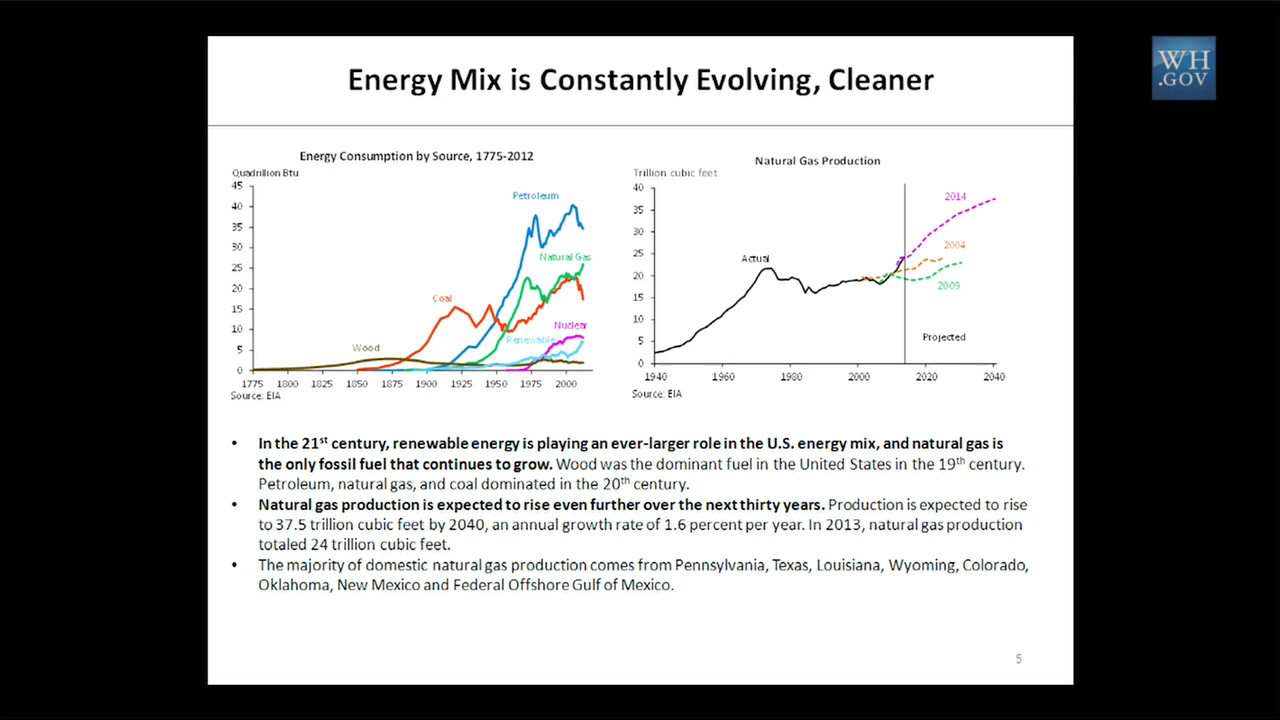 Energy Mix is Constantly Evolving, Cleaner
WH
.GOV
Energy Consumption by Source, 1775-2012
Quadrillion Btu
45
40
35
30
25
20
15
10
5
0
Petroleum
Natural Gas
Coal
Nuclear
Renewable
Wood
1775 1800 1825 1850 1875 1900 1925 1950 1975 2000
Source: EIA
Natural Gas Production
Trillion cubic feet
40
35
30
25
20
15
10
5
0
2014
2004
Actual
2009
Projected
1940 1960 1980 2000 2020 2040
Source: EIA
• In the 21st century, renewable energy is playing an ever-larger role in the U.S. energy mix, and natural gas is
the only fossil fuel that continues to grow. Wood was the dominant fuel in the United States in the 19th century.
Petroleum, natural gas, and coal dominated in the 20th century.
• Natural gas production is expected to rise even further over the next thirty years. Production is expected to rise
to 37.5 trillion cubic feet by 2040, an annual growth rate of 1.6 percent per year. In 2013, natural gas production
totaled 24 trillion cubic feet.
• The majority of domestic natural gas production comes from Pennsylvania, Texas, Louisiana, Wyoming, Colorado,
Oklahoma, New Mexico and Federal Offshore Gulf of Mexico.
5